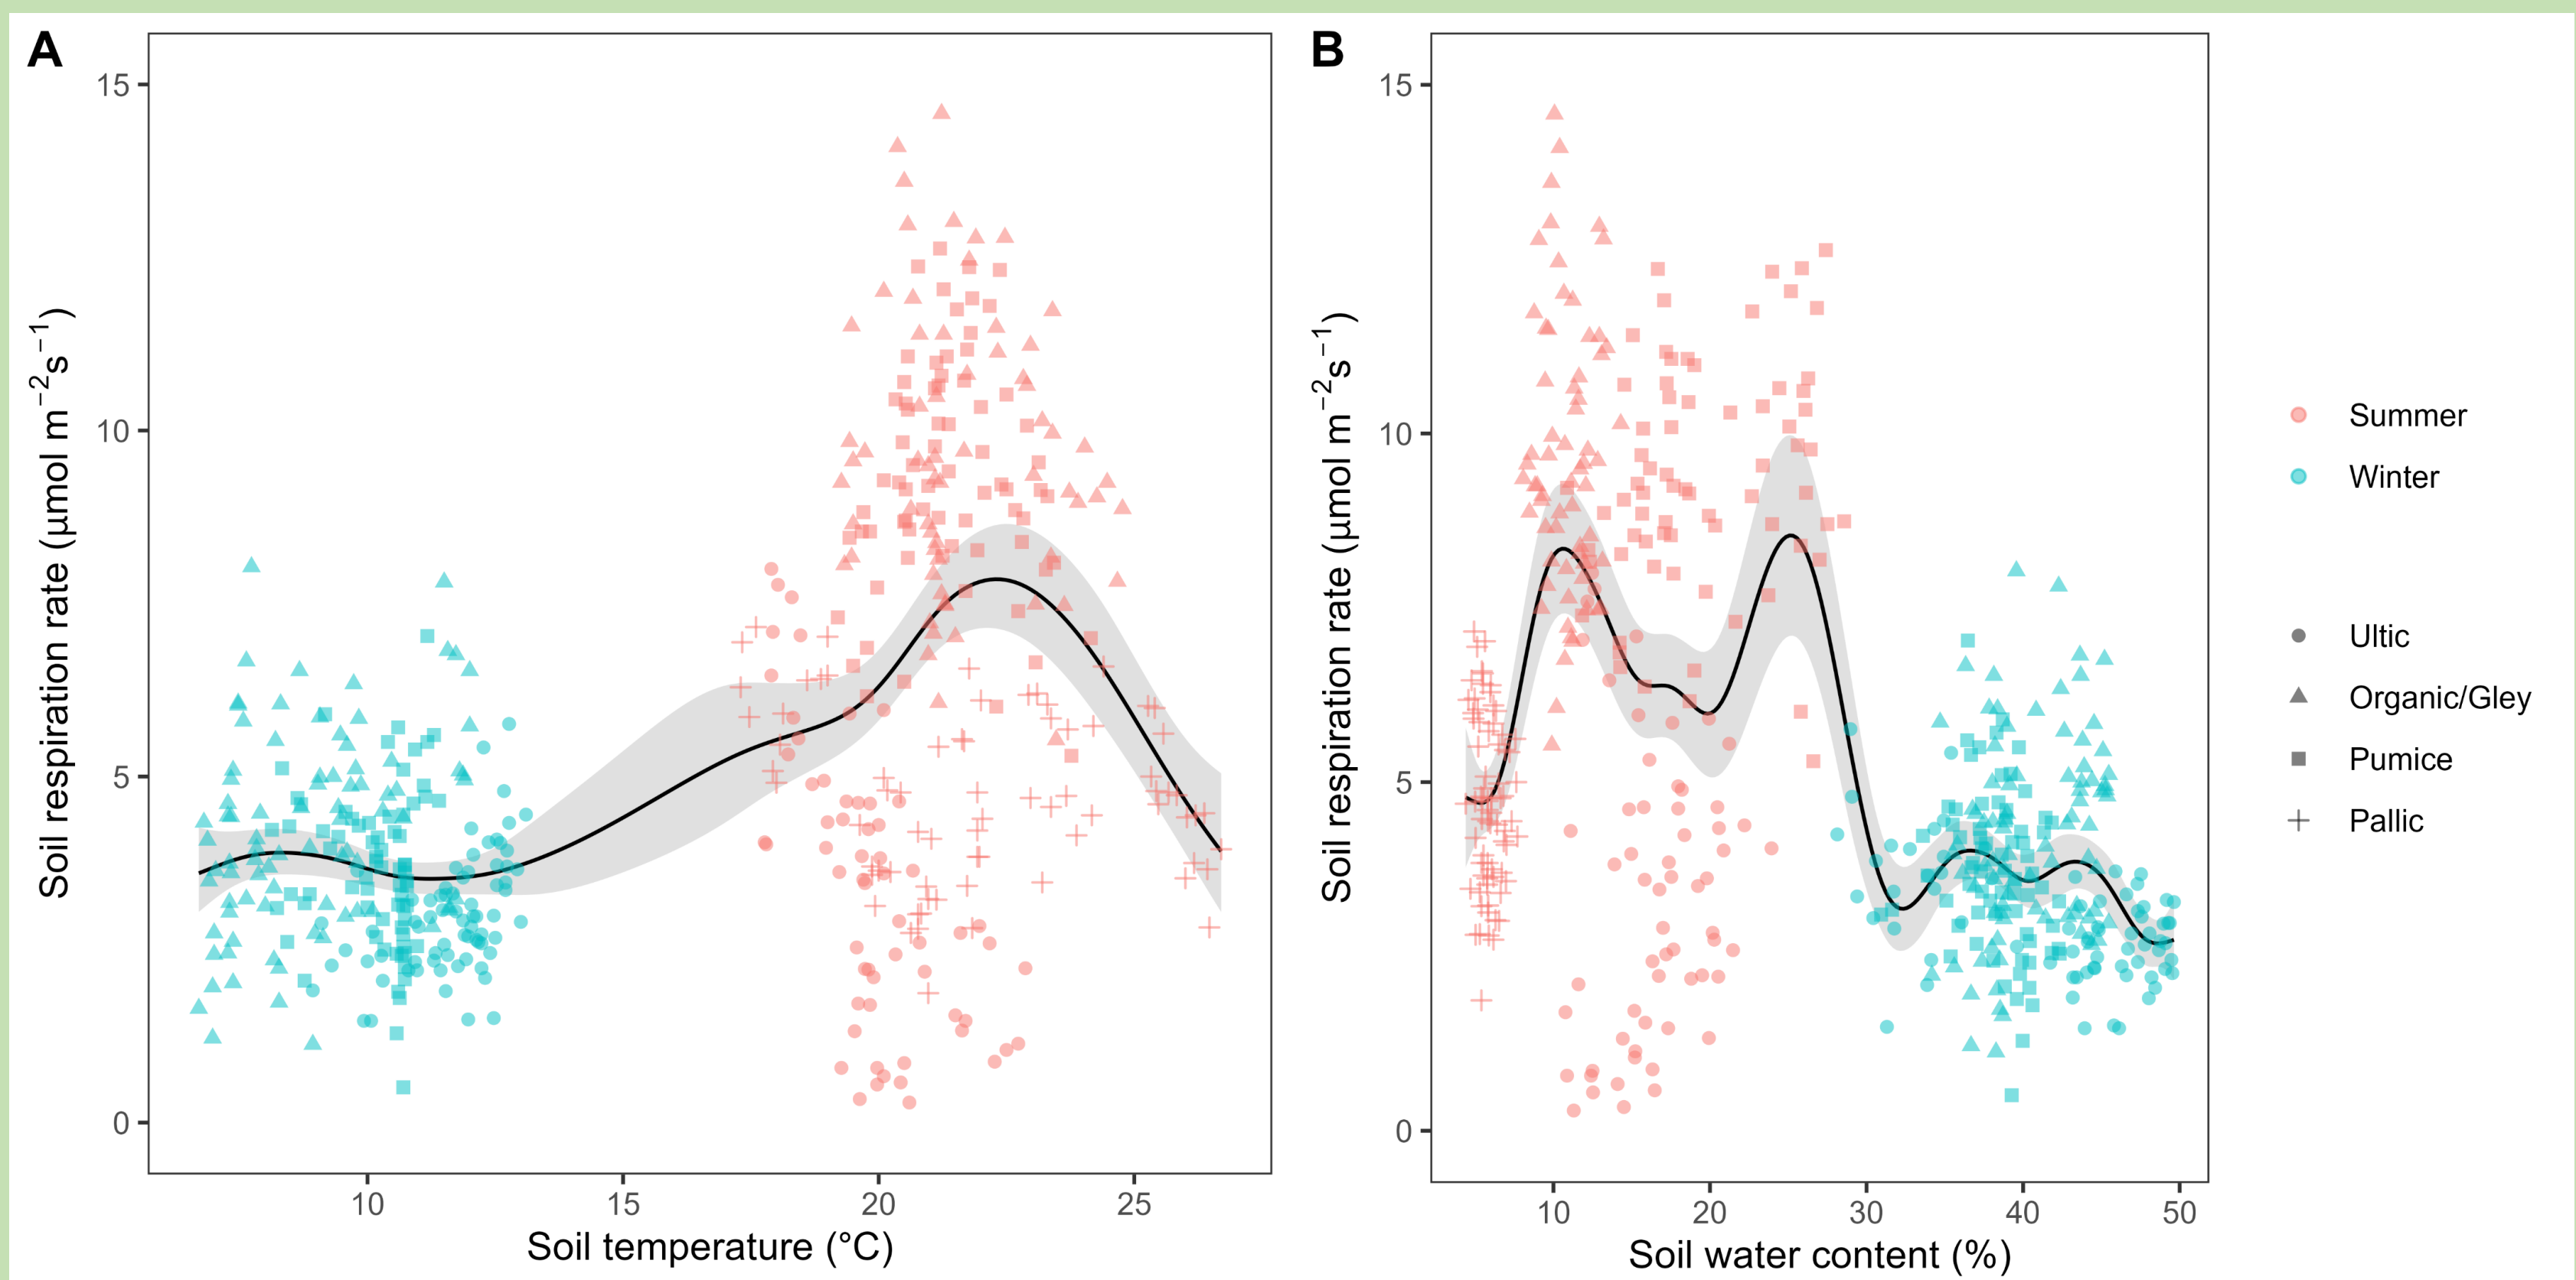 A
Soil respiration rate (µmol m⁻²s⁻¹)
15
10
5
0
10 15 20 25
Soil temperature (°C)
B
Soil respiration rate (µmol m⁻²s⁻¹)
15
10
5
0
10 20 30 40 50
Soil water content (%)
Summer
Winter
Ultic
Organic/Gley
Pumice
Pallic